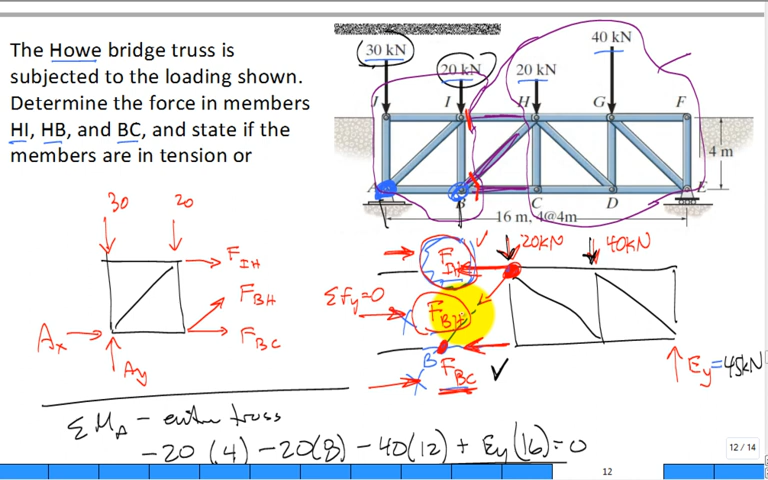 The Howe bridge truss is
subjected to the loading shown.
Determine the force in members
HI, HB, and BC, and state if the
members are in tension or
30 kN
20 kN
20 kN
40 kN
J
I
H
G
F
4 m
A
B
C
D
E
16 m, 4@4m
30
20
F_IH
F_BH
F_BC
A_x
A_y
20KN
40KN
F_IH
ΣFy=0
F_BH
B
F_BC
E_y=45KN
ΣM_A - entire truss
-20(4) -20(8) -40(12) + E_y(16)=0
12 / 14
12